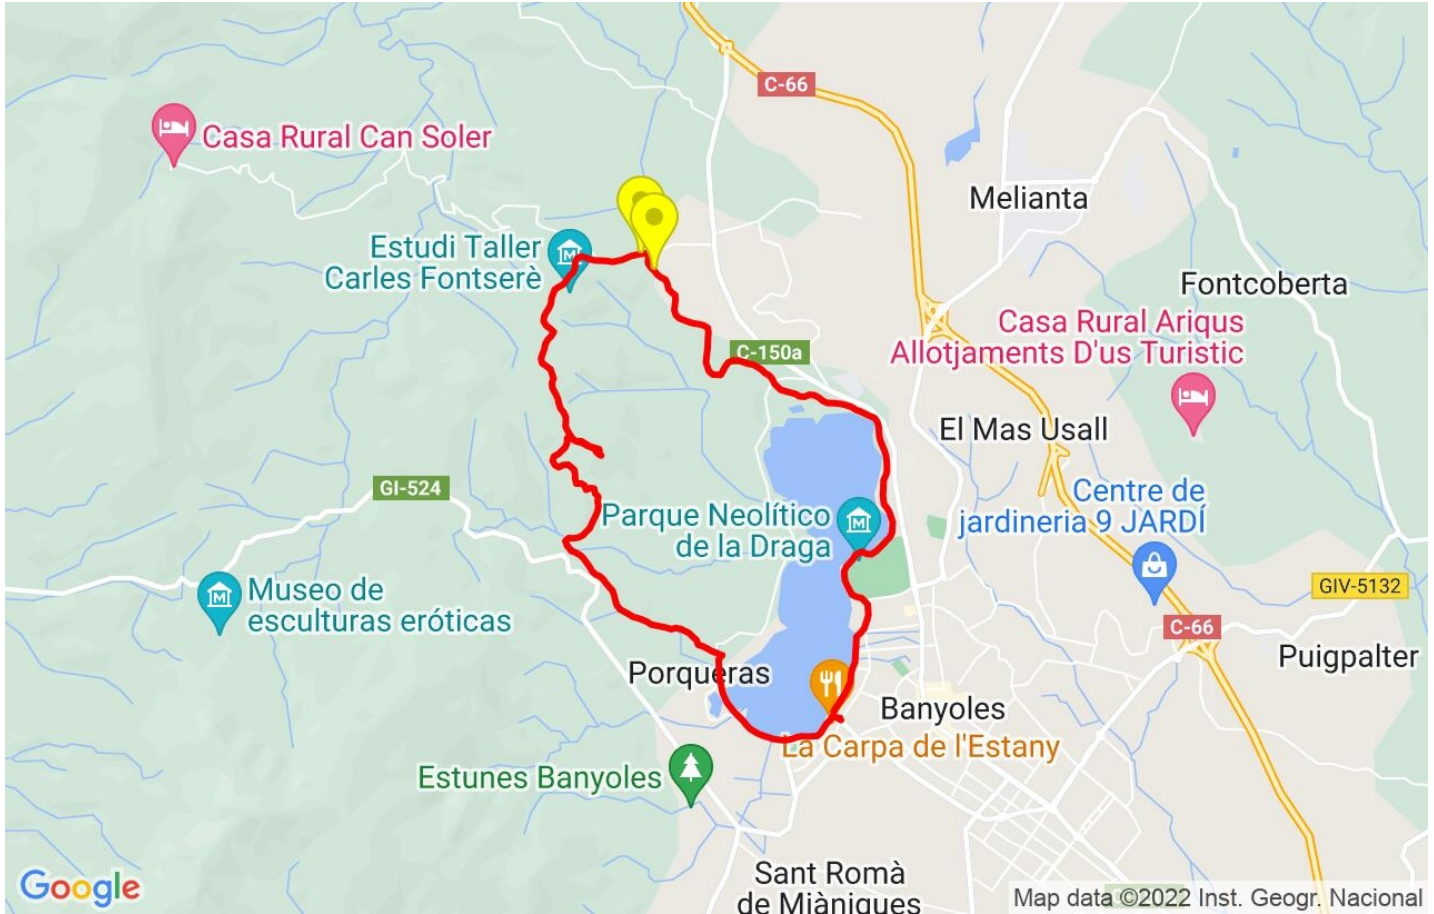 C-66
Casa Rural Can Soler
Melianta
Estudi Taller
Carles Fontserè
Fontcoberta
Casa Rural Ariqus
Allotjaments D'us Turistic
C-150a
El Mas Usall
GI-524
Centre de
jardineria 9 JARDÍ
Parque Neolítico
de la Draga
Museo de
esculturas eróticas
GIV-5132
C-66
Puigpalter
Porqueras
Banyoles
La Carpa de l'Estany
Estunes Banyoles
Sant Romà
de Miànigues
Google
Map data ©2022 Inst. Geogr. Nacional